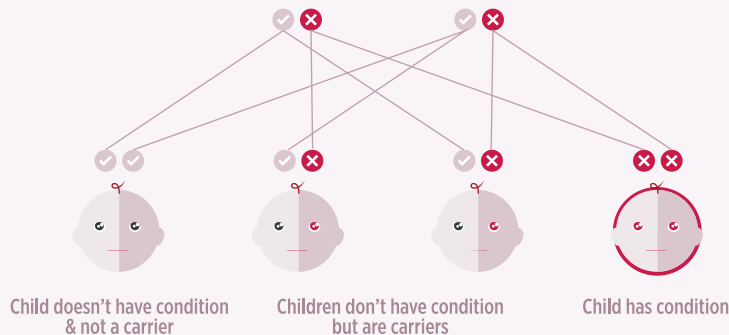 Child doesn't have condition
& not a carrier
Children don't have condition
but are carriers
Child has condition